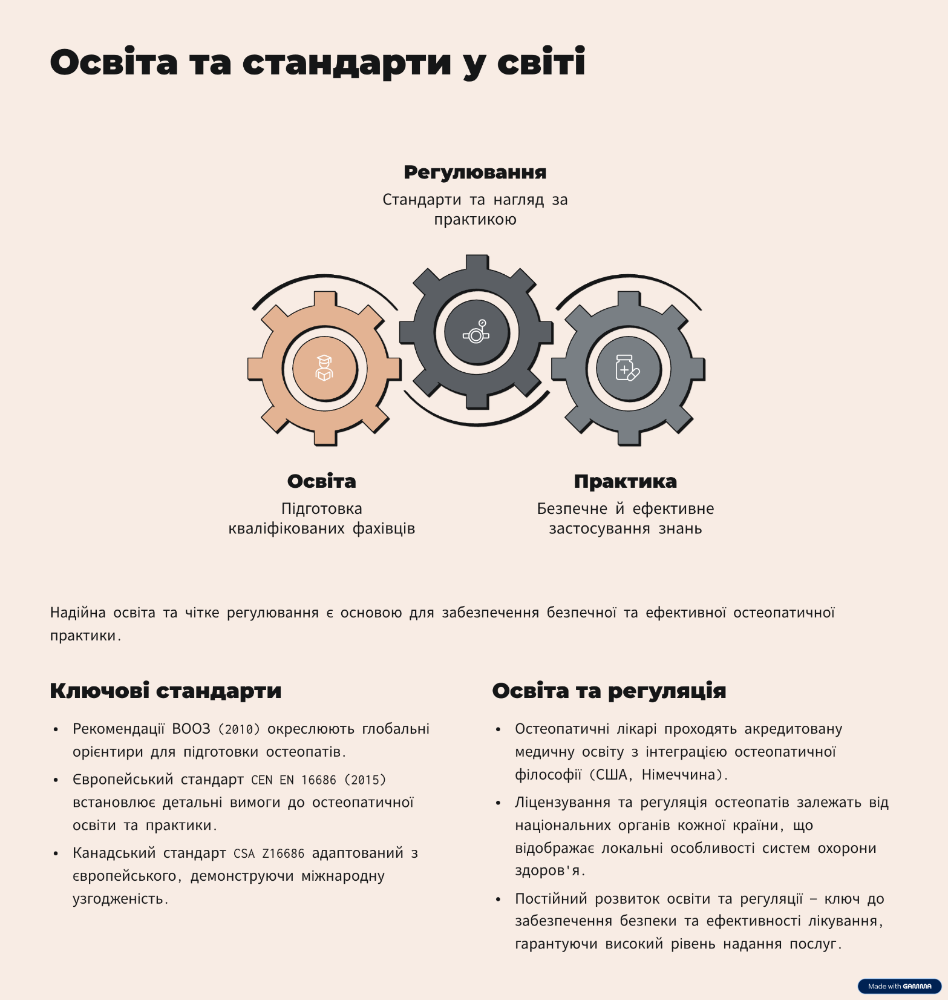 Освіта та стандарти у світі
Регулювання
Стандарти та нагляд за
практикою
Освіта
Підготовка
кваліфікованих фахівців
Практика
Безпечне й ефективне
застосування знань
Надійна освіта та чітке регулювання є основою для забезпечення безпечної та ефективної остеопатичної
практики.
Ключові стандарти
• Рекомендації ВООЗ (2010) окреслюють глобальні
орієнтири для підготовки остеопатів.
• Європейський стандарт CEN EN 16686 (2015)
встановлює детальні вимоги до остеопатичної
освіти та практики.
• Канадський стандарт CSA Z16686 адаптований з
європейського, демонструючи міжнародну
узгодженість.
Освіта та регуляція
• Остеопатичні лікарі проходять акредитовану
медичну освіту з інтеграцією остеопатичної
філософії (США, Німеччина).
• Ліцензування та регуляція остеопатів залежать від
національних органів кожної країни, що
відображає локальні особливості систем охорони
здоров'я.
• Постійний розвиток освіти та регуляції – ключ до
забезпечення безпеки та ефективності лікування,
гарантуючи високий рівень надання послуг.
Made with GAMMA